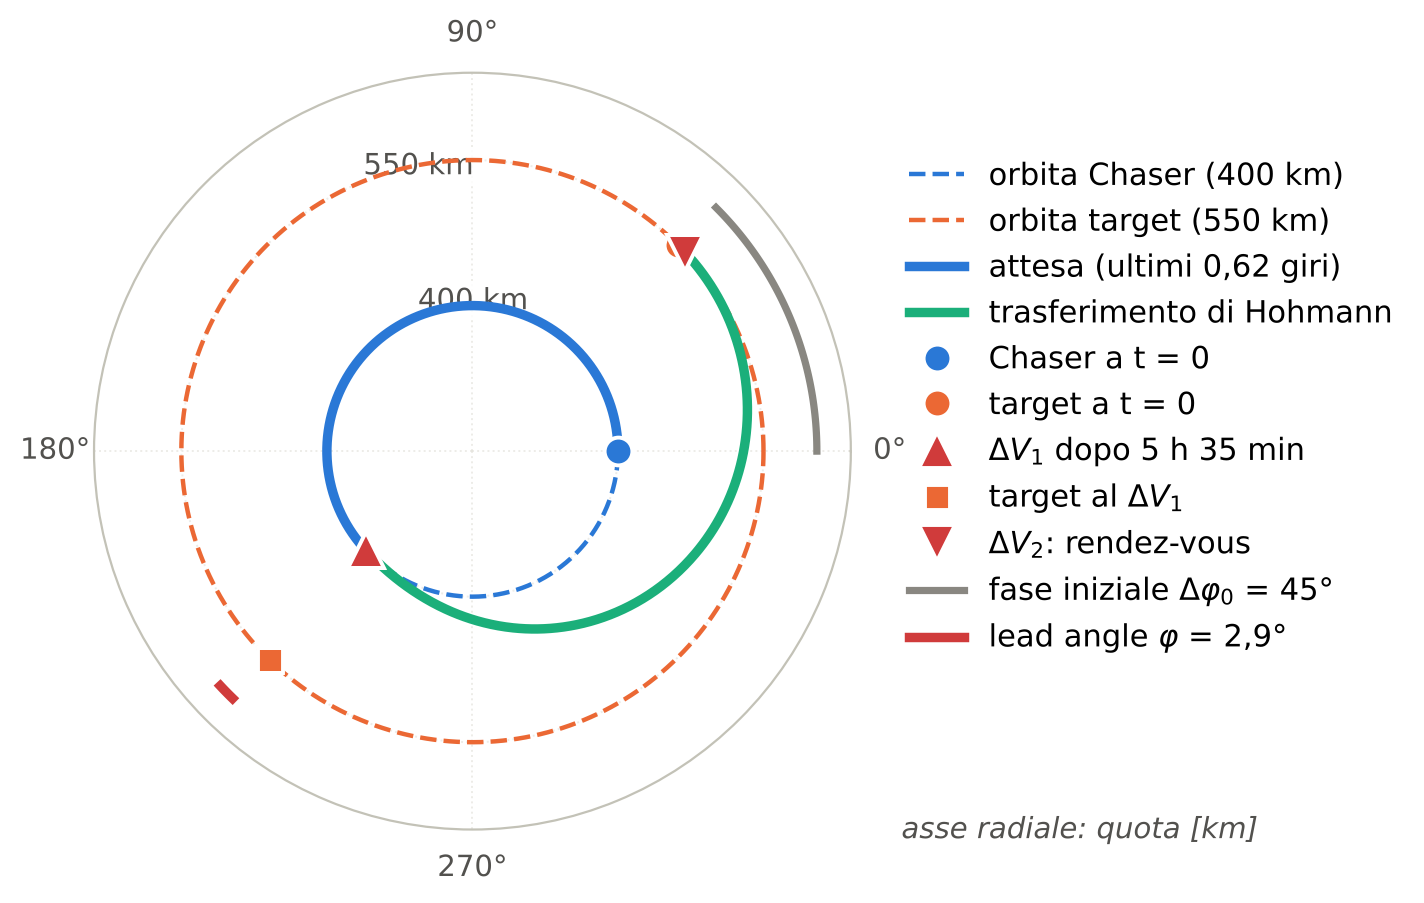 90°
550 km
400 km
180°
0°
270°
orbita Chaser (400 km)
orbita target (550 km)
attesa (ultimi 0,62 giri)
trasferimento di Hohmann
Chaser a t = 0
target a t = 0
ΔV₁ dopo 5 h 35 min
target al ΔV₁
ΔV₂: rendez-vous
fase iniziale Δφ₀ = 45°
lead angle φ = 2,9°
asse radiale: quota [km]